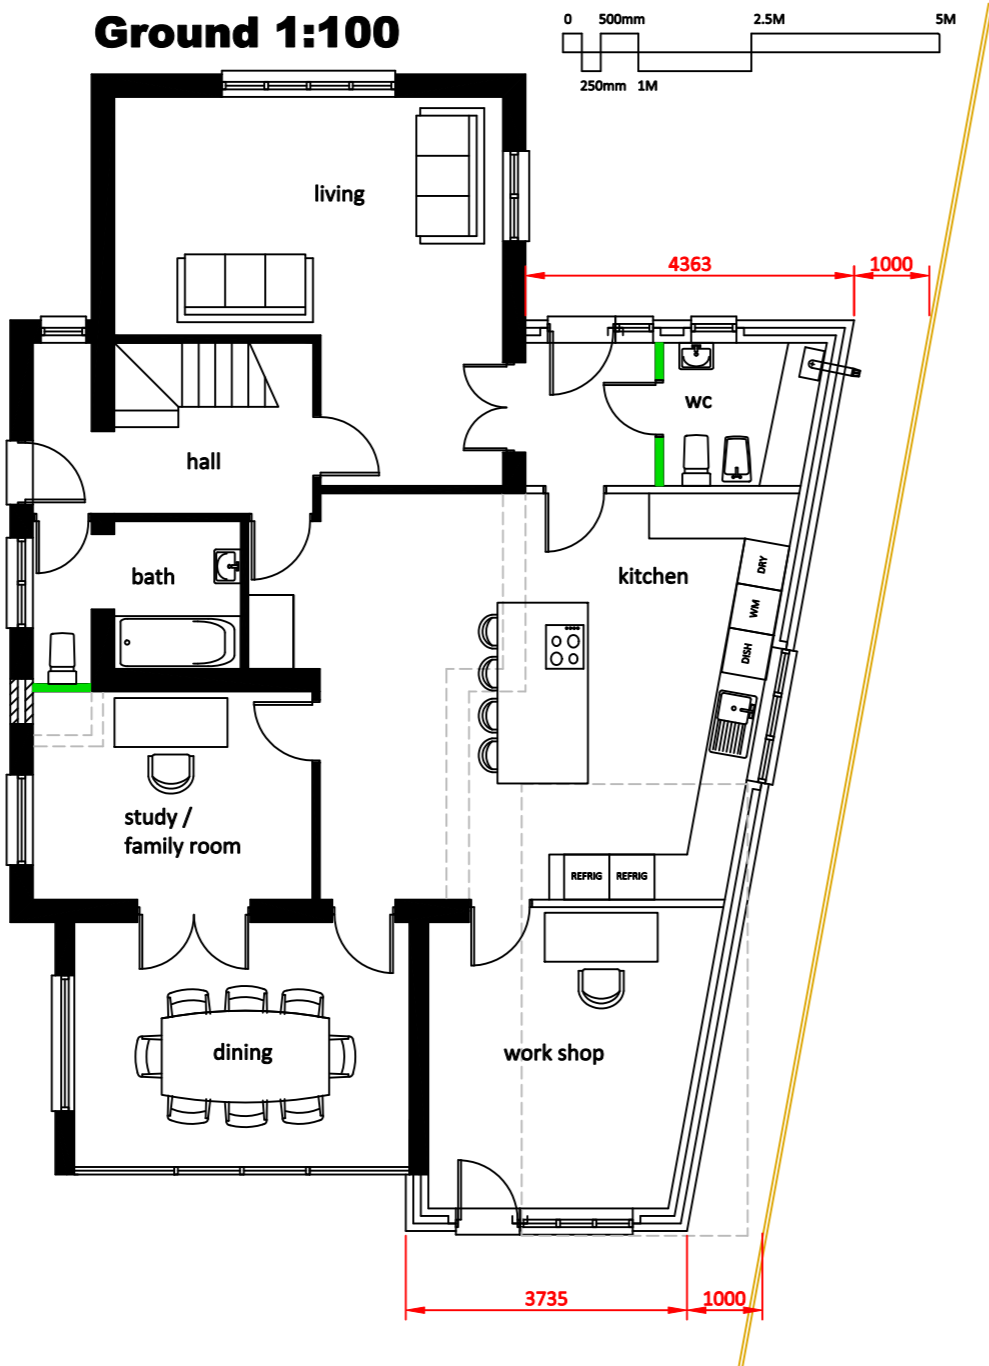 Ground 1:100
0 500mm 2.5M 5M
250mm 1M
living
4363 1000
wc
hall
bath
kitchen
DRY
WM
DISH
study /
family room
REFRIG REFRIG
dining
work shop
3735 1000